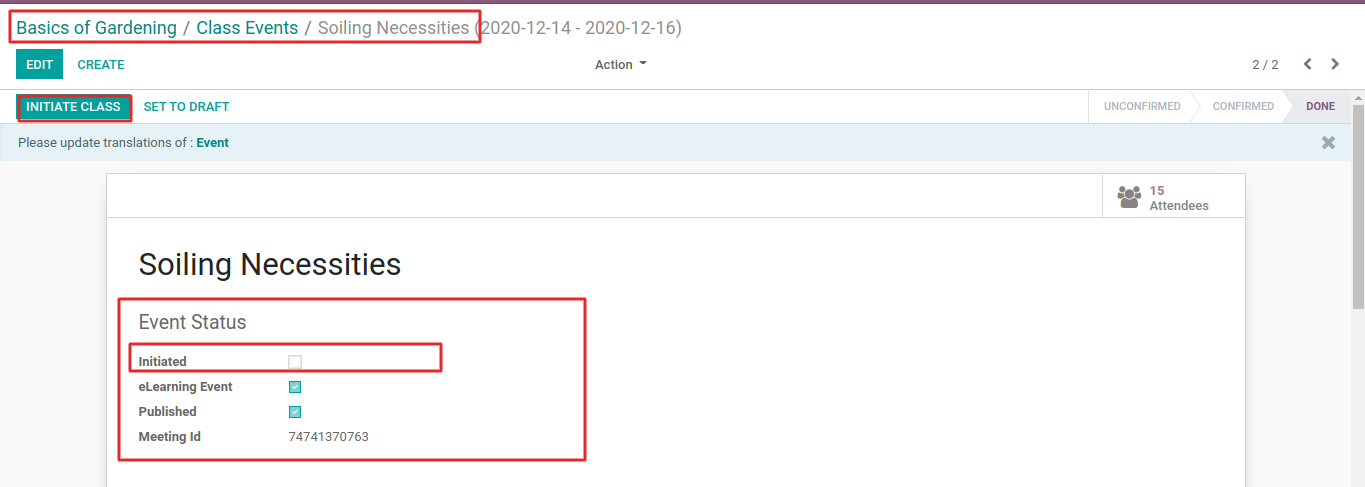 Basics of Gardening / Class Events / Soiling Necessities (2020-12-14 - 2020-12-16)
EDIT CREATE Action 2 / 2
INITIATE CLASS SET TO DRAFT UNCONFIRMED CONFIRMED DONE
Please update translations of : Event
15
Attendees
Soiling Necessities
Event Status
Initiated
eLearning Event
Published
Meeting Id 74741370763